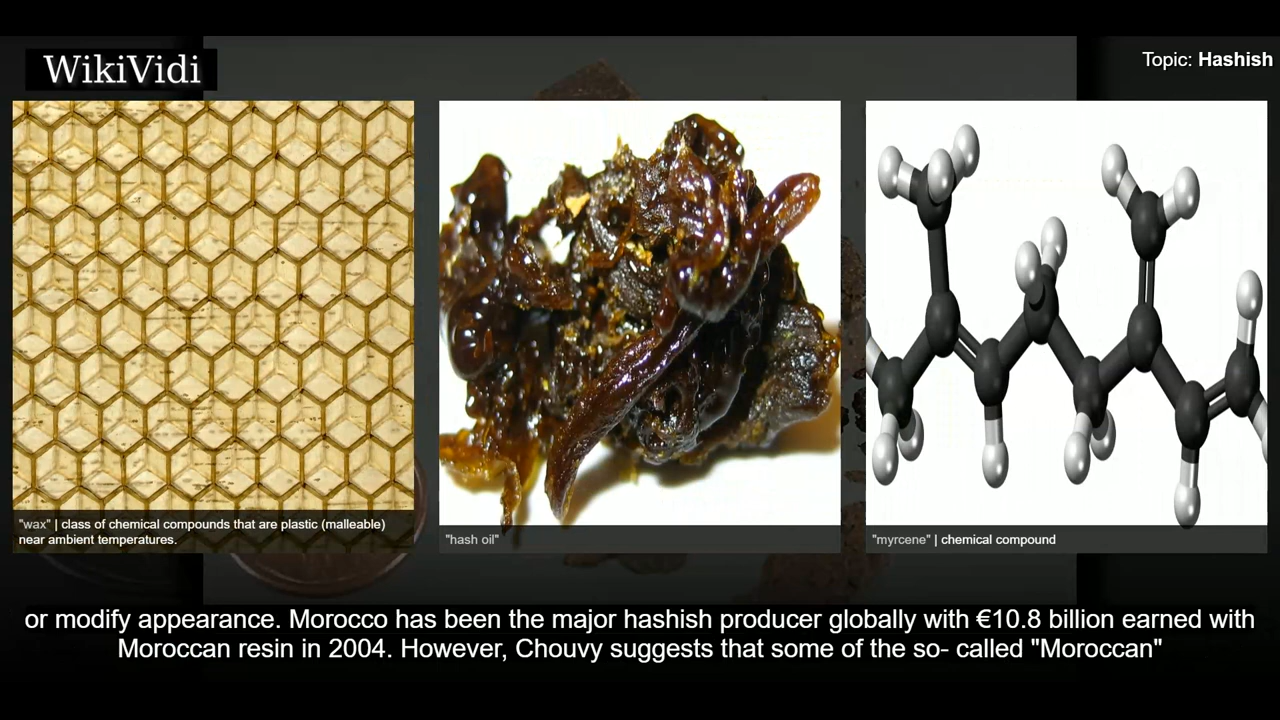 WikiVidi
Topic: Hashish
"wax" | class of chemical compounds that are plastic (malleable)
near ambient temperatures.
"hash oil"
"myrcene" | chemical compound
or modify appearance. Morocco has been the major hashish producer globally with €10.8 billion earned with
Moroccan resin in 2004. However, Chouvy suggests that some of the so- called "Moroccan"